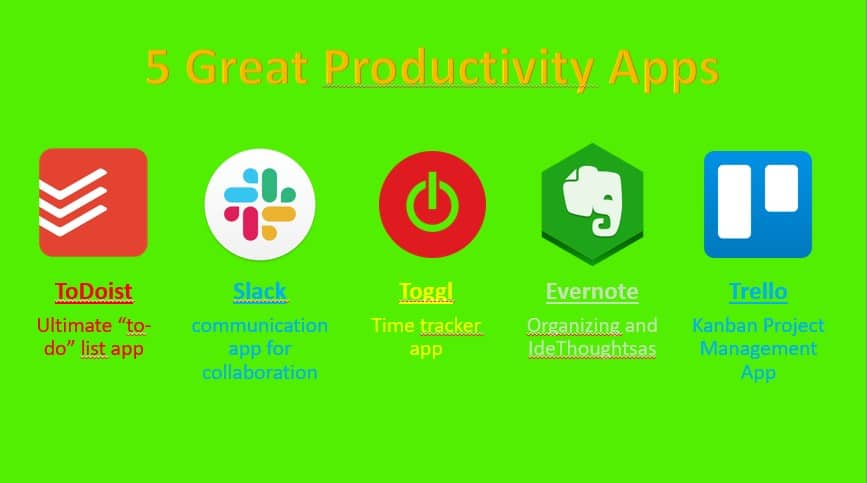 5 Great Productivity Apps
ToDoist
Ultimate “to-
do” list app
Slack
communication
app for
collaboration
Toggl
Time tracker
app
Evernote
Organizing and
IdeThoughtsas
Trello
Kanban Project
Management
App